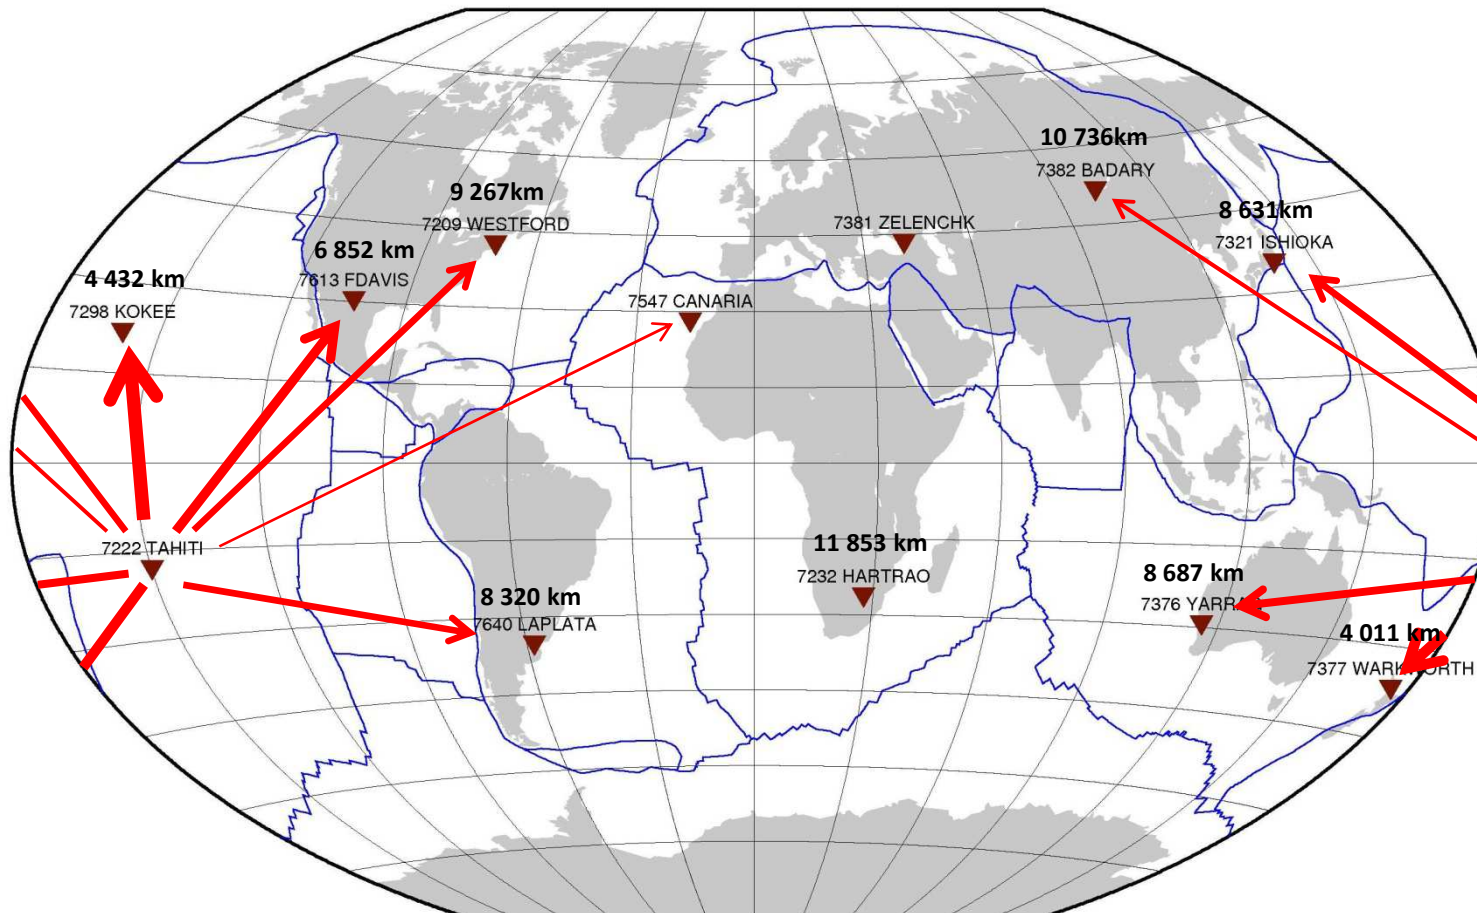 10 736km
7382 BADARY
9 267km
7209 WESTFORD
8 631km
7321 ISHIOKA
7381 ZELENCHK
6 852 km
7613 FDAVIS
4 432 km
7298 KOKEE
7547 CANARIA
7222 TAHITI
11 853 km
7232 HARTRAO
8 687 km
7376
8 320 km
7640 LAPLATA
4 011 km
7377 WARKWORTH